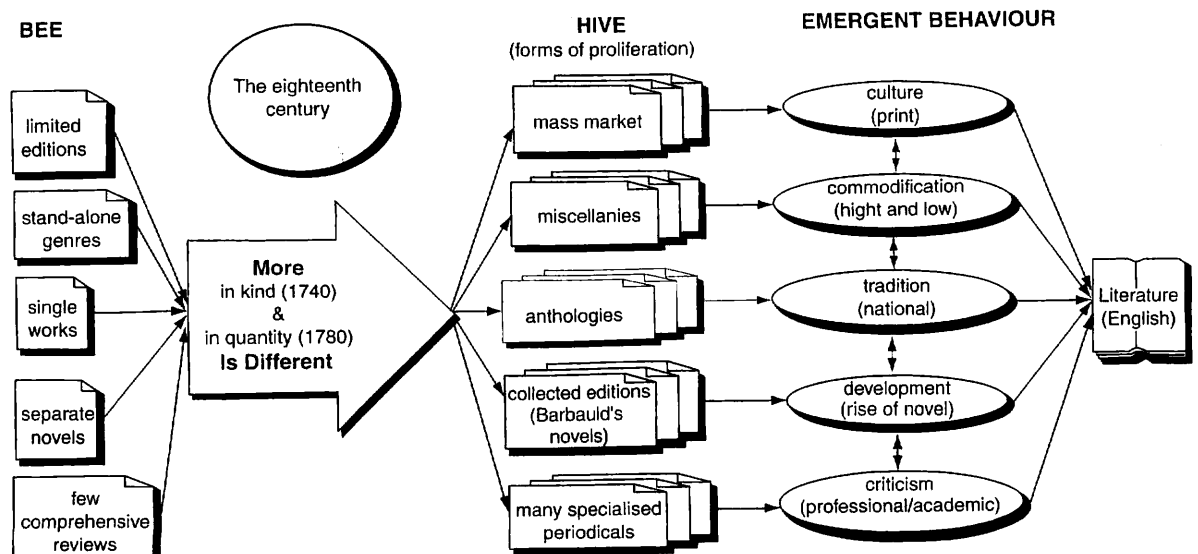 BEE
limited
editions
stand-alone
genres
single
works
separate
novels
few
comprehensive
reviews
The eighteenth
century
More
in kind (1740)
&
in quantity (1780)
Is Different
HIVE
(forms of proliferation)
mass market
miscellanies
anthologies
collected editions
(Barbauld's
novels)
many specialised
periodicals
EMERGENT BEHAVIOUR
culture
(print)
commodification
(hight and low)
tradition
(national)
development
(rise of novel)
criticism
(professional/academic)
Literature
(English)